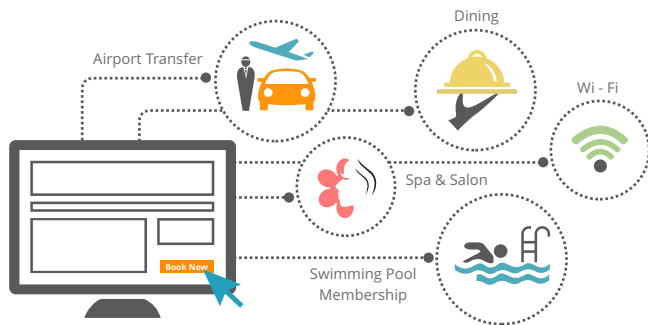 Dining
Airport Transfer
Wi - Fi
Spa & Salon
Book Now
Swimming Pool
Membership